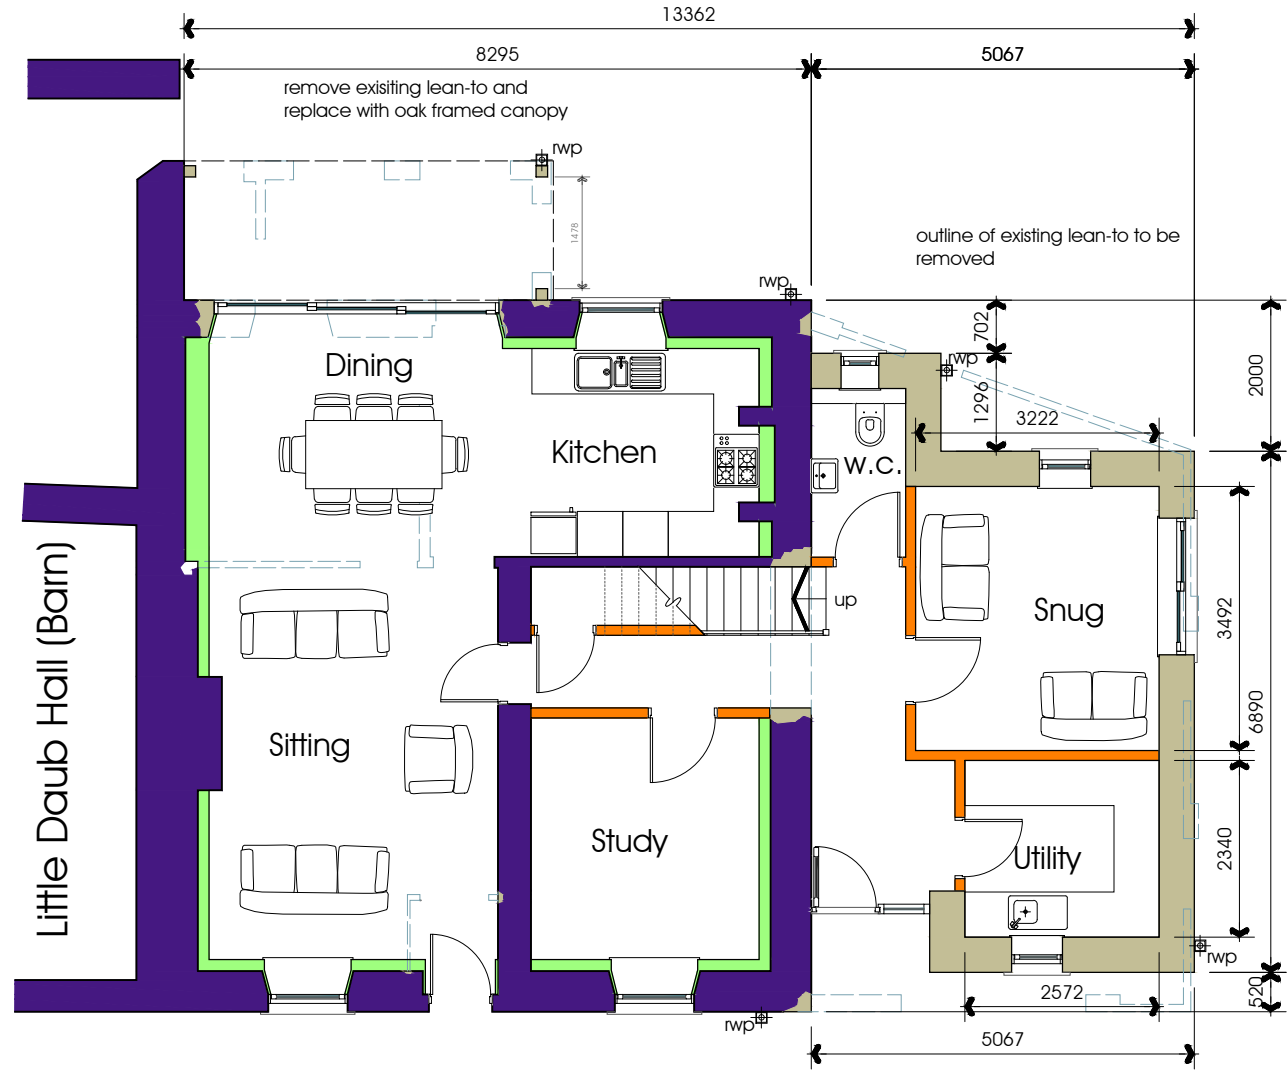 13362
8295
5067
remove exisiting lean-to and
replace with oak framed canopy
rwp
1478
outline of existing lean-to to be
removed
rwp
702
rwp
2000
1296
3222
Dining
Kitchen
W.C.
up
Snug
3492
Little Daub Hall (Barn)
6890
Sitting
Study
Utility
2340
rwp
520
2572
rwp
5067